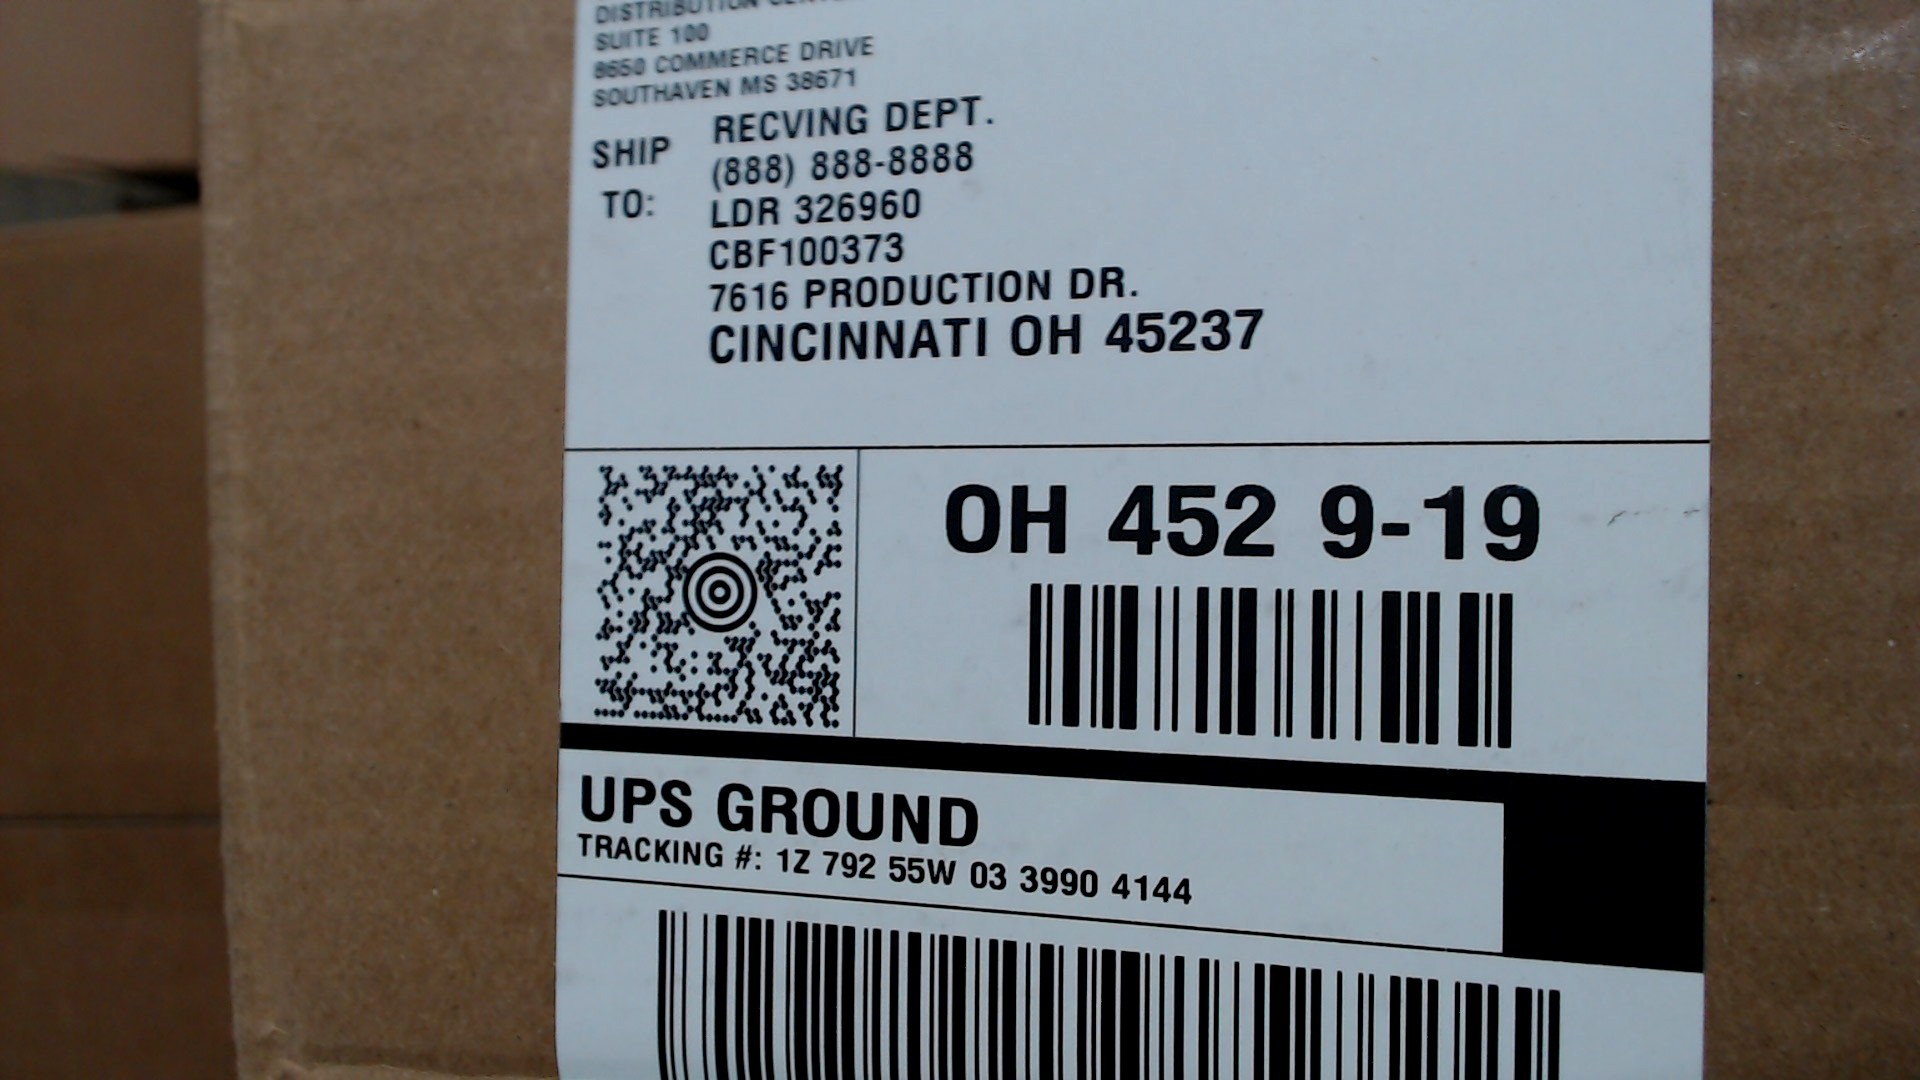 DISTRIBUTION
SUITE 100
8650 COMMERCE DRIVE
SOUTHAVEN MS 38671
SHIP TO:
RECVING DEPT.
(888) 888-8888
LDR 326960
CBF100373
7616 PRODUCTION DR.
CINCINNATI OH 45237
OH 452 9-19
UPS GROUND
TRACKING #: 1Z 792 55W 03 3990 4144